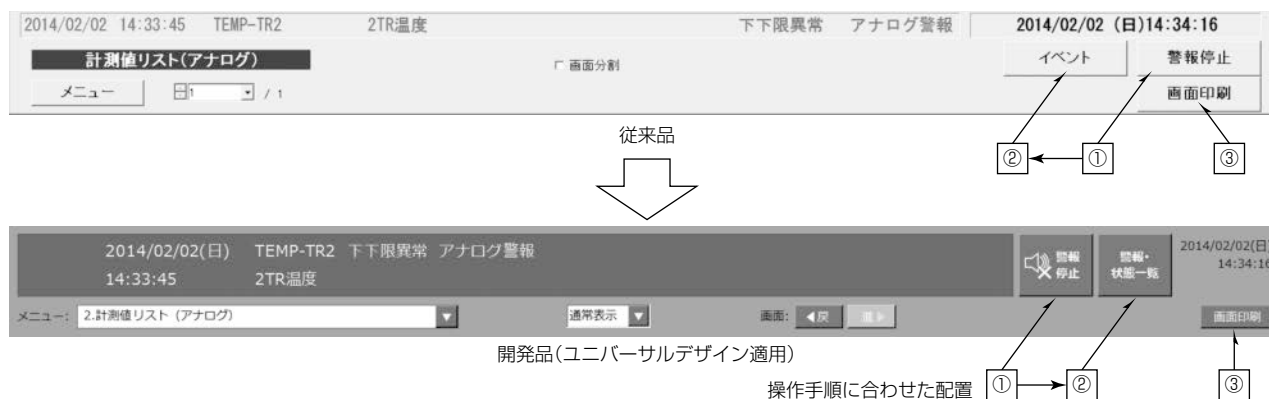 2014/02/02 14:33:45 TEMP-TR2 2TR温度 下下限異常 アナログ警報 2014/02/02 (日)14:34:16
計測値リスト(アナログ) 画面分割 イベント 警報停止
メニュー 1 / 1 画面印刷
従来品
② ① ③
2014/02/02(日) TEMP-TR2 下下限異常 アナログ警報
14:33:45 2TR温度
警報
停止
警報・
状態一覧
2014/02/02(日)
14:34:16
メニュー: 2.計測値リスト (アナログ) 通常表示 画面: ◀戻 進▶ 画面印刷
開発品(ユニバーサルデザイン適用)
操作手順に合わせた配置 ① ② ③